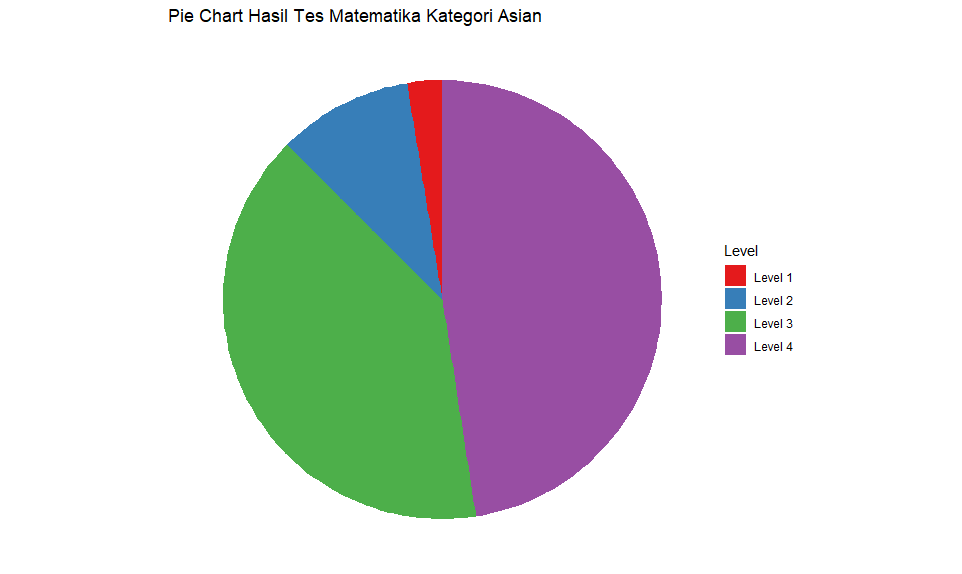 Pie Chart Hasil Tes Matematika Kategori Asian
Level
Level 1
Level 2
Level 3
Level 4